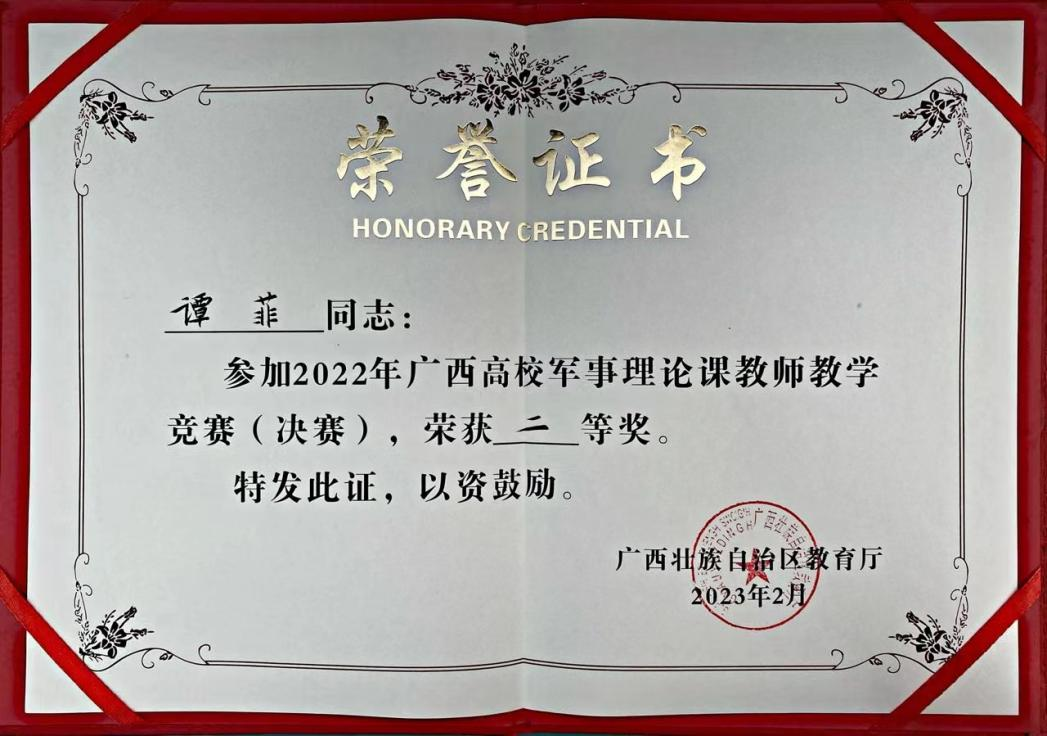 荣誉证书
HONORARY CREDENTIAL
谭 菲 同志：
参加2022年广西高校军事理论课教师教学
竞赛（决赛），荣获 二 等奖。
特发此证，以资鼓励。
广西壮族自治区教育厅
2023年2月